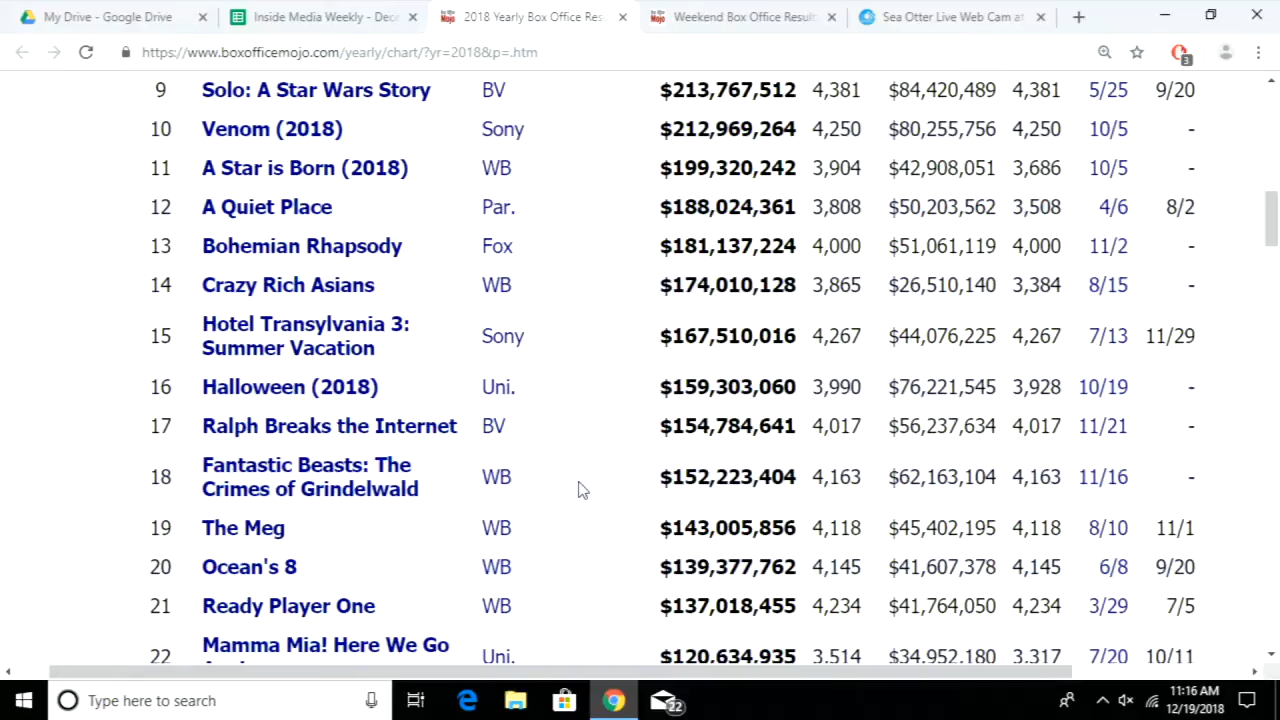 My Drive - Google Drive
Inside Media Weekly - Dece
2018 Yearly Box Office Res
Weekend Box Office Result
Sea Otter Live Web Cam at
https://www.boxofficemojo.com/yearly/chart/?yr=2018&p=.htm
3
9 Solo: A Star Wars Story BV $213,767,512 4,381 $84,420,489 4,381 5/25 9/20
10 Venom (2018) Sony $212,969,264 4,250 $80,255,756 4,250 10/5 -
11 A Star is Born (2018) WB $199,320,242 3,904 $42,908,051 3,686 10/5 -
12 A Quiet Place Par. $188,024,361 3,808 $50,203,562 3,508 4/6 8/2
13 Bohemian Rhapsody Fox $181,137,224 4,000 $51,061,119 4,000 11/2 -
14 Crazy Rich Asians WB $174,010,128 3,865 $26,510,140 3,384 8/15 -
Hotel Transylvania 3:
15 Summer Vacation Sony $167,510,016 4,267 $44,076,225 4,267 7/13 11/29
16 Halloween (2018) Uni. $159,303,060 3,990 $76,221,545 3,928 10/19 -
17 Ralph Breaks the Internet BV $154,784,641 4,017 $56,237,634 4,017 11/21 -
Fantastic Beasts: The
18 Crimes of Grindelwald WB $152,223,404 4,163 $62,163,104 4,163 11/16 -
19 The Meg WB $143,005,856 4,118 $45,402,195 4,118 8/10 11/1
20 Ocean's 8 WB $139,377,762 4,145 $41,607,378 4,145 6/8 9/20
21 Ready Player One WB $137,018,455 4,234 $41,764,050 4,234 3/29 7/5
Mamma Mia! Here We Go
22 Uni. $120,634,935 3,514 $34,952,180 3,317 7/20 10/11
Type here to search
22
11:16 AM
12/19/2018